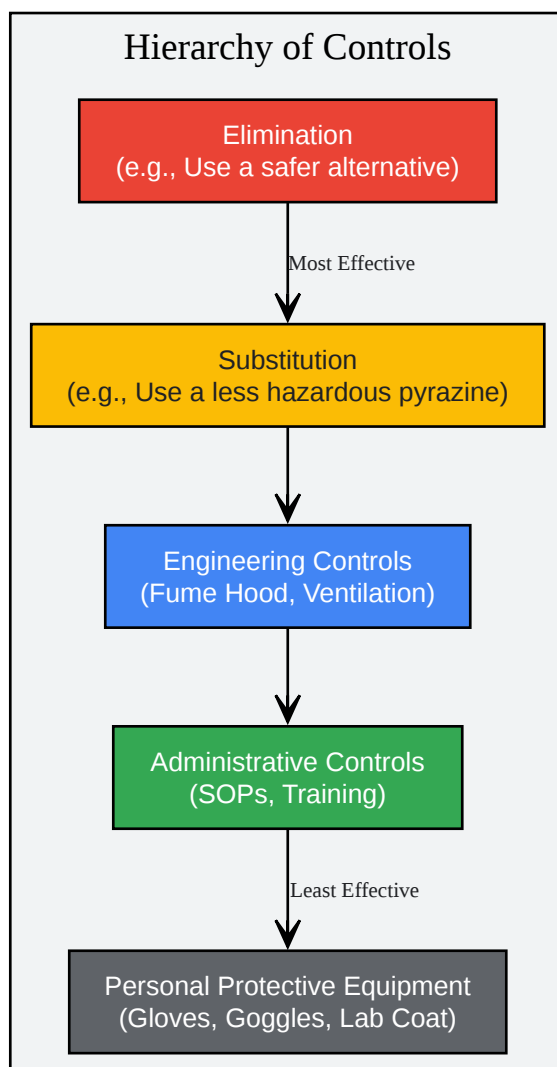 Hierarchy of Controls
Elimination
(e.g., Use a safer alternative)
Most Effective
Substitution
(e.g., Use a less hazardous pyrazine)
Engineering Controls
(Fume Hood, Ventilation)
Administrative Controls
(SOPs, Training)
Least Effective
Personal Protective Equipment
(Gloves, Goggles, Lab Coat)